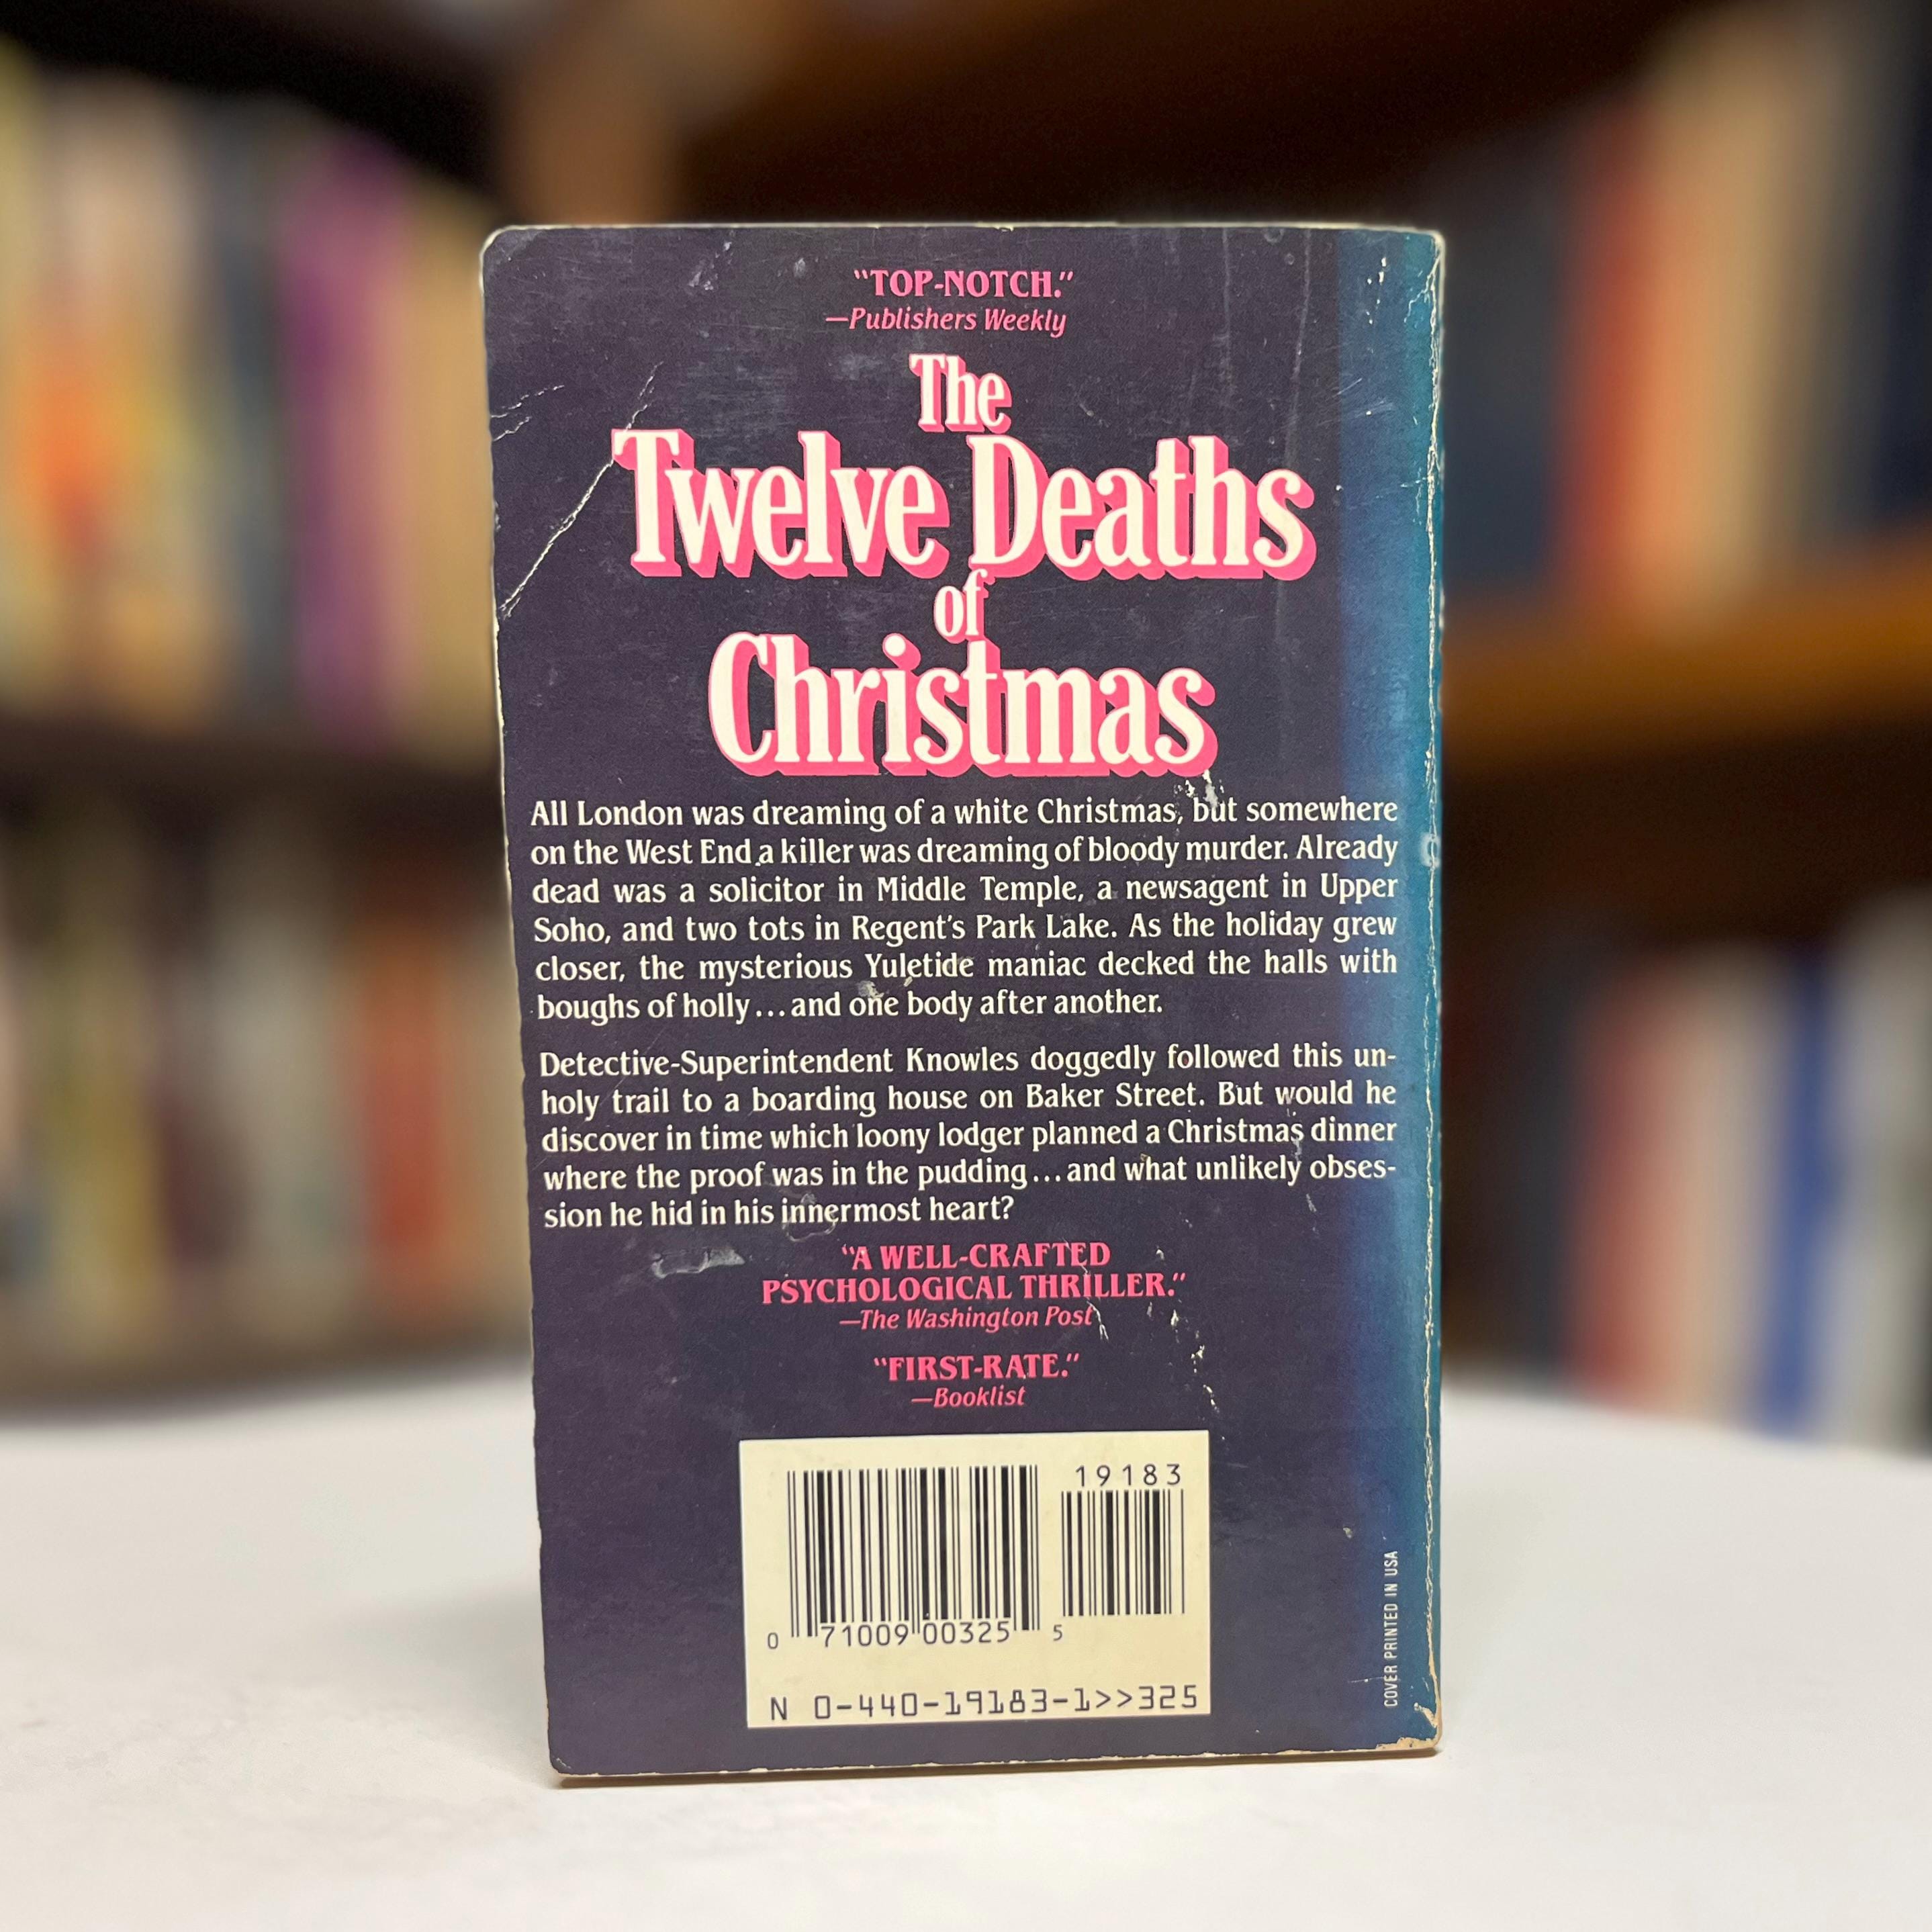 "TOP-NOTCH."
—Publishers Weekly
The
Twelve Deaths
of
Christmas
All London was dreaming of a white Christmas, but somewhere
on the West End a killer was dreaming of bloody murder. Already
dead was a solicitor in Middle Temple, a newsagent in Upper
Soho, and two tots in Regent's Park Lake. As the holiday grew
closer, the mysterious Yuletide maniac decked the halls with
boughs of holly...and one body after another.
Detective-Superintendent Knowles doggedly followed this un-
holy trail to a boarding house on Baker Street. But would he
discover in time which loony lodger planned a Christmas dinner
where the proof was in the pudding...and what unlikely obses-
sion he hid in his innermost heart?
"A WELL-CRAFTED
PSYCHOLOGICAL THRILLER."
—The Washington Post
"FIRST-RATE."
—Booklist
19183
0 71009 00325 5
N 0-440-19183-1>>325
COVER PRINTED IN USA